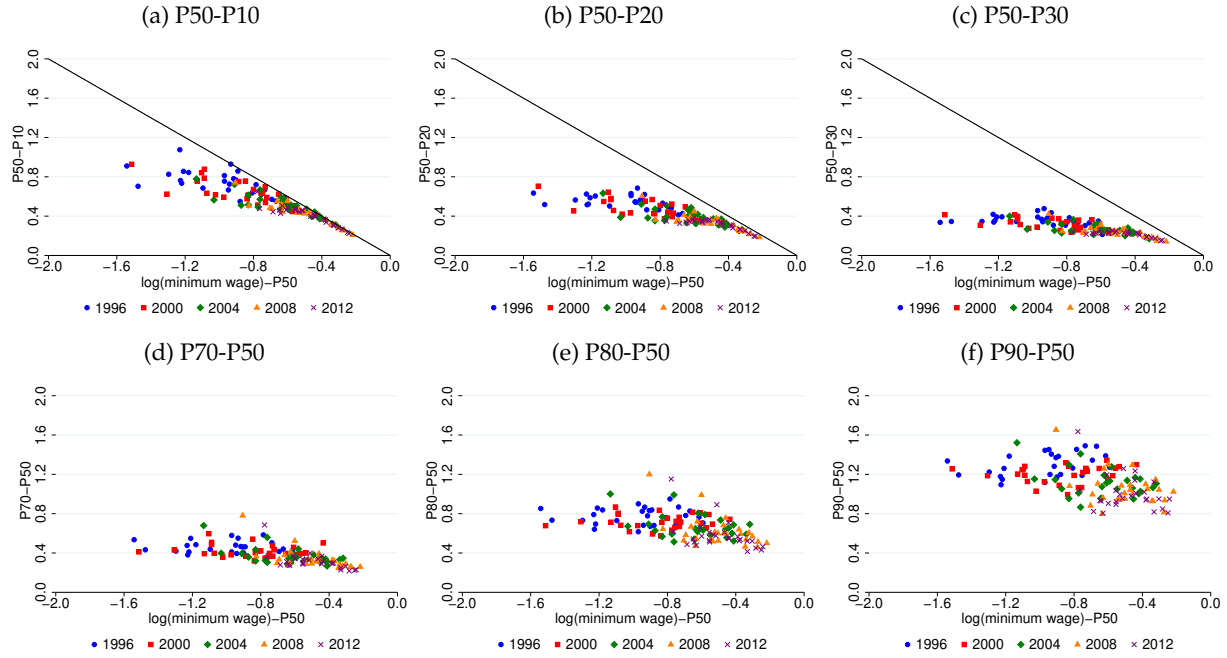 (a) P50-P10
(b) P50-P20
(c) P50-P30
P50−P10
2.0
1.6
1.2
0.8
0.4
0.0
−2.0 −1.6 −1.2 −0.8 −0.4 0.0
log(minimum wage)−P50
1996 2000 2004 2008 2012
P50−P20
2.0
1.6
1.2
0.8
0.4
0.0
−2.0 −1.6 −1.2 −0.8 −0.4 0.0
log(minimum wage)−P50
1996 2000 2004 2008 2012
P50−P30
2.0
1.6
1.2
0.8
0.4
0.0
−2.0 −1.6 −1.2 −0.8 −0.4 0.0
log(minimum wage)−P50
1996 2000 2004 2008 2012
(d) P70-P50
(e) P80-P50
(f) P90-P50
P70−P50
2.0
1.6
1.2
0.8
0.4
0.0
−2.0 −1.6 −1.2 −0.8 −0.4 0.0
log(minimum wage)−P50
1996 2000 2004 2008 2012
P80−P50
2.0
1.6
1.2
0.8
0.4
0.0
−2.0 −1.6 −1.2 −0.8 −0.4 0.0
log(minimum wage)−P50
1996 2000 2004 2008 2012
P90−P50
2.0
1.6
1.2
0.8
0.4
0.0
−2.0 −1.6 −1.2 −0.8 −0.4 0.0
log(minimum wage)−P50
1996 2000 2004 2008 2012